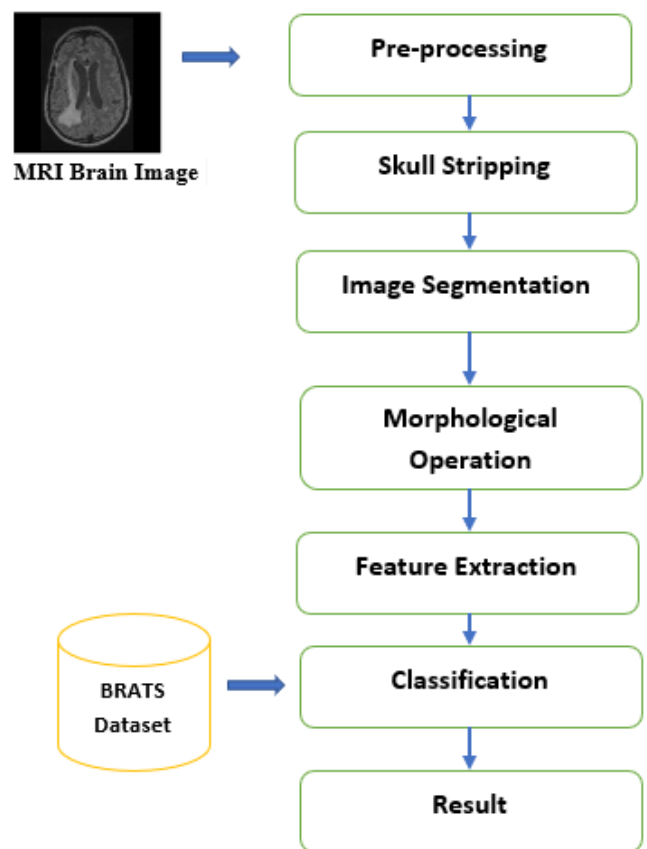 Pre-processing
MRI Brain Image
Skull Stripping
Image Segmentation
Morphological
Operation
Feature Extraction
BRATS
Dataset
Classification
Result